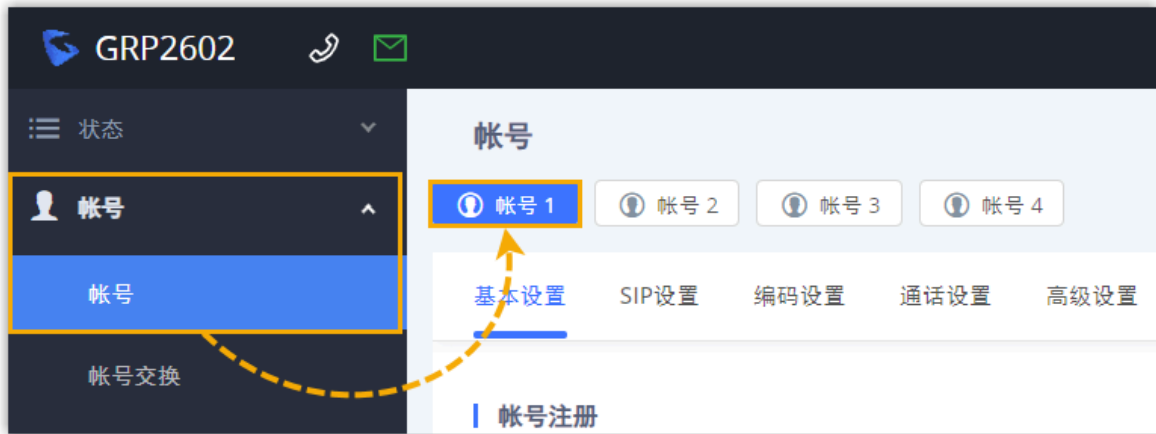 GRP2602
状态
帐号
帐号
帐号交换
帐号
帐号 1
帐号 2
帐号 3
帐号 4
基本设置
SIP设置
编码设置
通话设置
高级设置
帐号注册